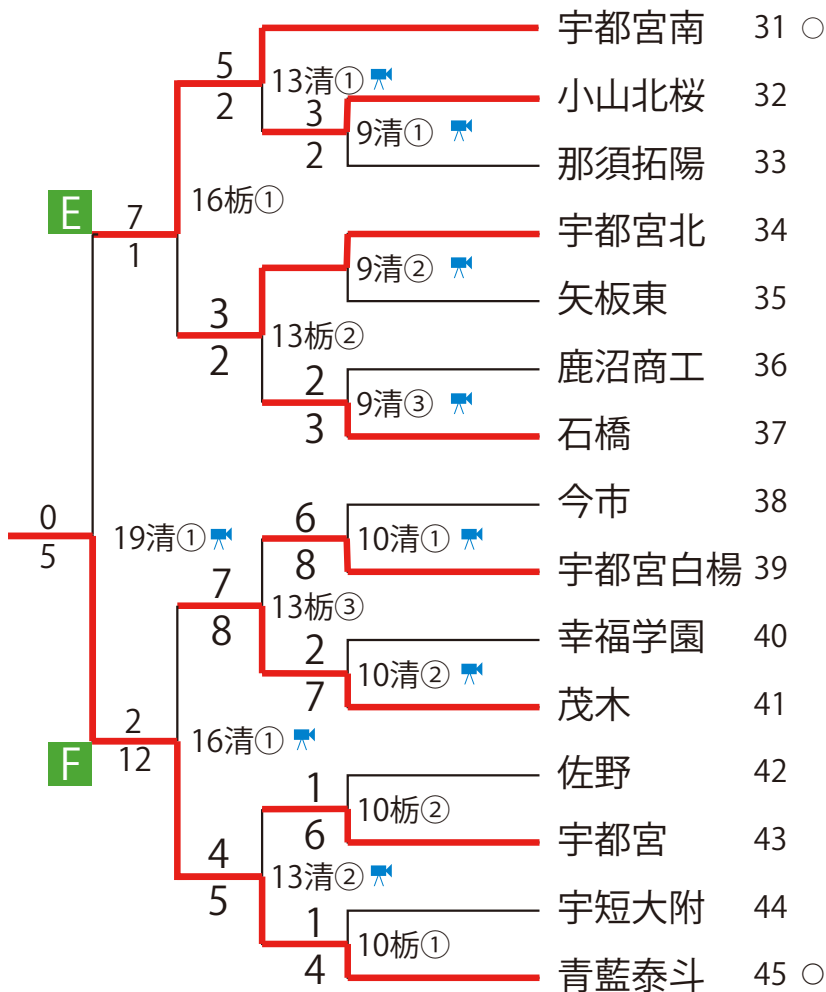 宇都宮南 31 ○
5
13清①
2
小山北桜 32
3
9清①
2
那須拓陽 33
16栃①
E
7
1
宇都宮北 34
9清②
矢板東 35
3
13栃②
2
鹿沼商工 36
2
9清③
3
石橋 37
今市 38
0
19清①
5
6
10清①
8
宇都宮白楊 39
7
13栃③
8
幸福学園 40
2
10清②
7
茂木 41
2
16清①
12
F
佐野 42
1
10栃②
6
宇都宮 43
4
13清②
5
宇短大附 44
1
10栃①
4
青藍泰斗 45 ○